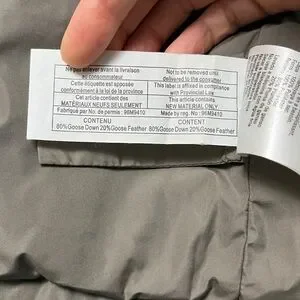 Ne pas enlever avant la livraison
au consommateur
Cette étiquette est apposée
conformément à la loi de la province
Cet article contient des
MATÉRIAUX NEUFS SEULEMENT
Fabriqué par No. de permis : 96M9410
CONTENU
80%Goose Down 20%Goose Feather
Not to be removed until
delivered to the consumer
This label is affixed in compliance
with Provincial Law
This article contains
NEW MATERIAL ONLY
Made by reg. No : 96M9410
CONTENT
80%Goose Down 20%Goose Feather